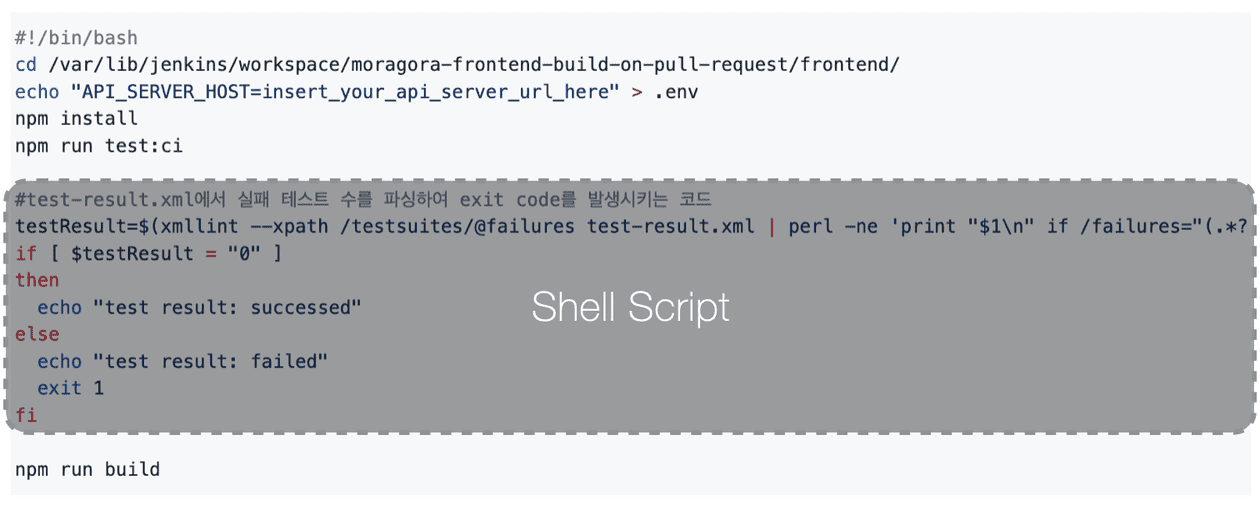 #!/bin/bash
cd /var/lib/jenkins/workspace/moragora-frontend-build-on-pull-request/frontend/
echo "API_SERVER_HOST=insert_your_api_server_url_here" > .env
npm install
npm run test:ci
#test-result.xml에서 실패 테스트 수를 파싱하여 exit code를 발생시키는 코드
testResult=$(xmllint --xpath /testsuites/@failures test-result.xml | perl -ne 'print "$1\n" if /failures="(.*?
if [ $testResult = "0" ]
then
  echo "test result: successed"
Shell Script
else
  echo "test result: failed"
  exit 1
fi
npm run build